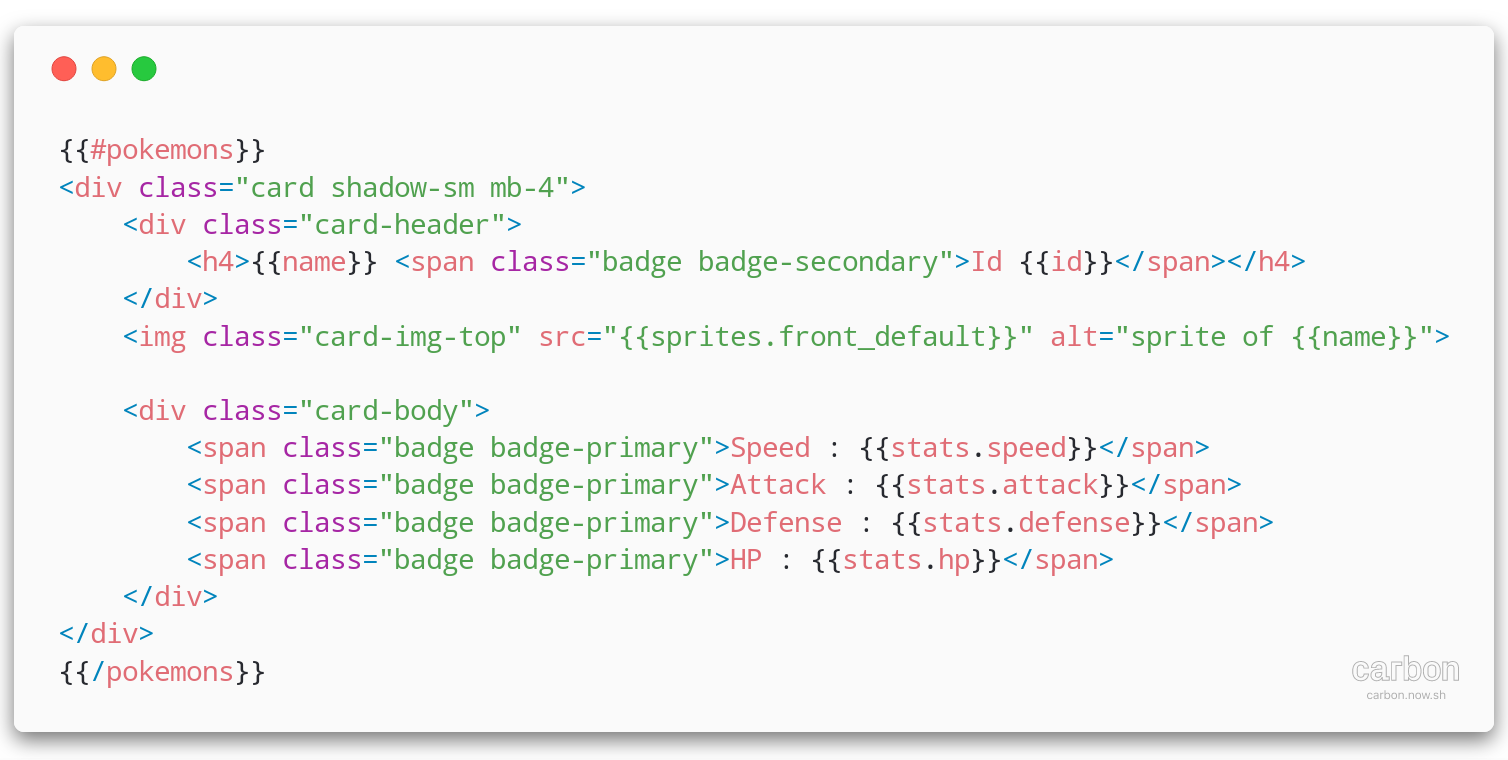 {{#pokemons}}
<div class="card shadow-sm mb-4">
    <div class="card-header">
        <h4>{{name}} <span class="badge badge-secondary">Id {{id}}</span></h4>
    </div>
    <img class="card-img-top" src="{{sprites.front_default}}" alt="sprite of {{name}}">

    <div class="card-body">
        <span class="badge badge-primary">Speed : {{stats.speed}}</span>
        <span class="badge badge-primary">Attack : {{stats.attack}}</span>
        <span class="badge badge-primary">Defense : {{stats.defense}}</span>
        <span class="badge badge-primary">HP : {{stats.hp}}</span>
    </div>
</div>
{{/pokemons}}
carbon
carbon.now.sh